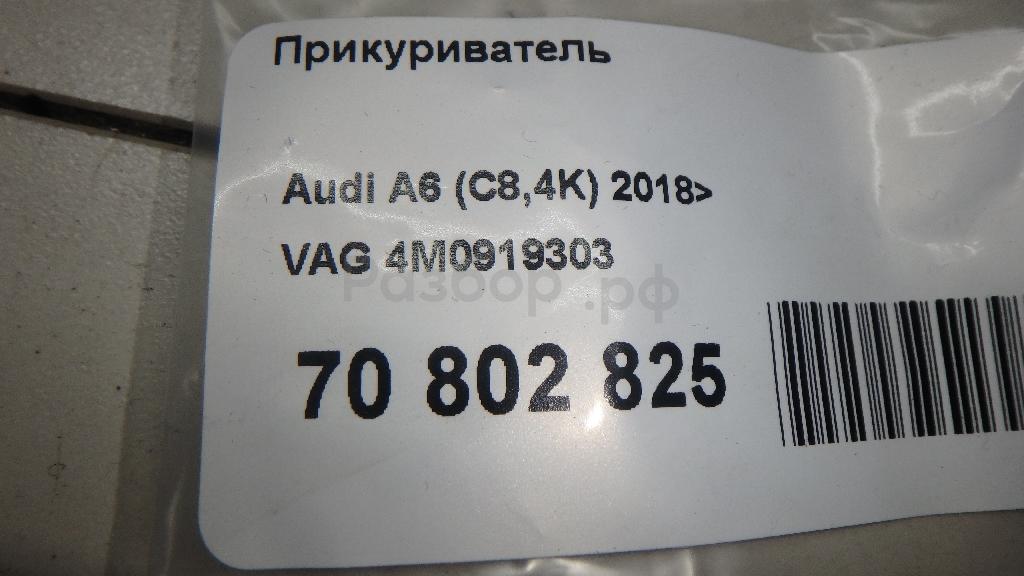 Прикуриватель
Audi A6 (C8,4K) 2018>
VAG 4M0919303
Разбор.рф
70 802 825